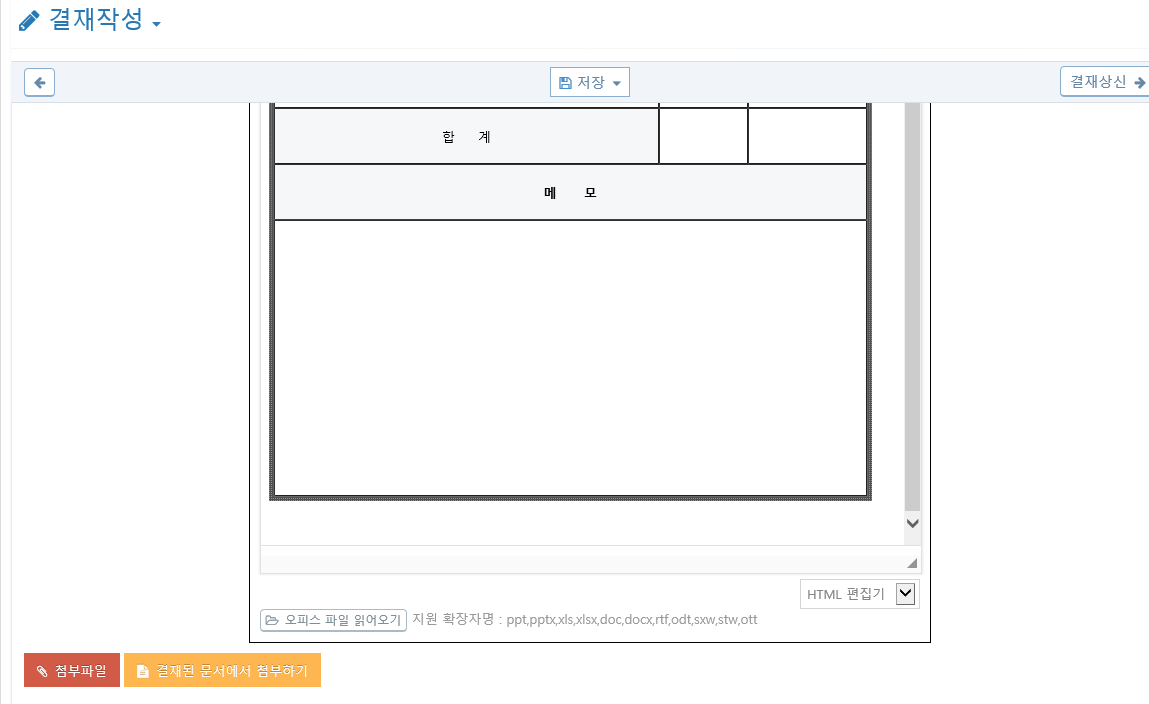 결재작성
저장
결재상신
합 계
메 모
HTML 편집기
오피스 파일 읽어오기 지원 확장자명 : ppt,pptx,xls,xlsx,doc,docx,rtf,odt,sxw,stw,ott
첨부파일 결재된 문서에서 첨부하기